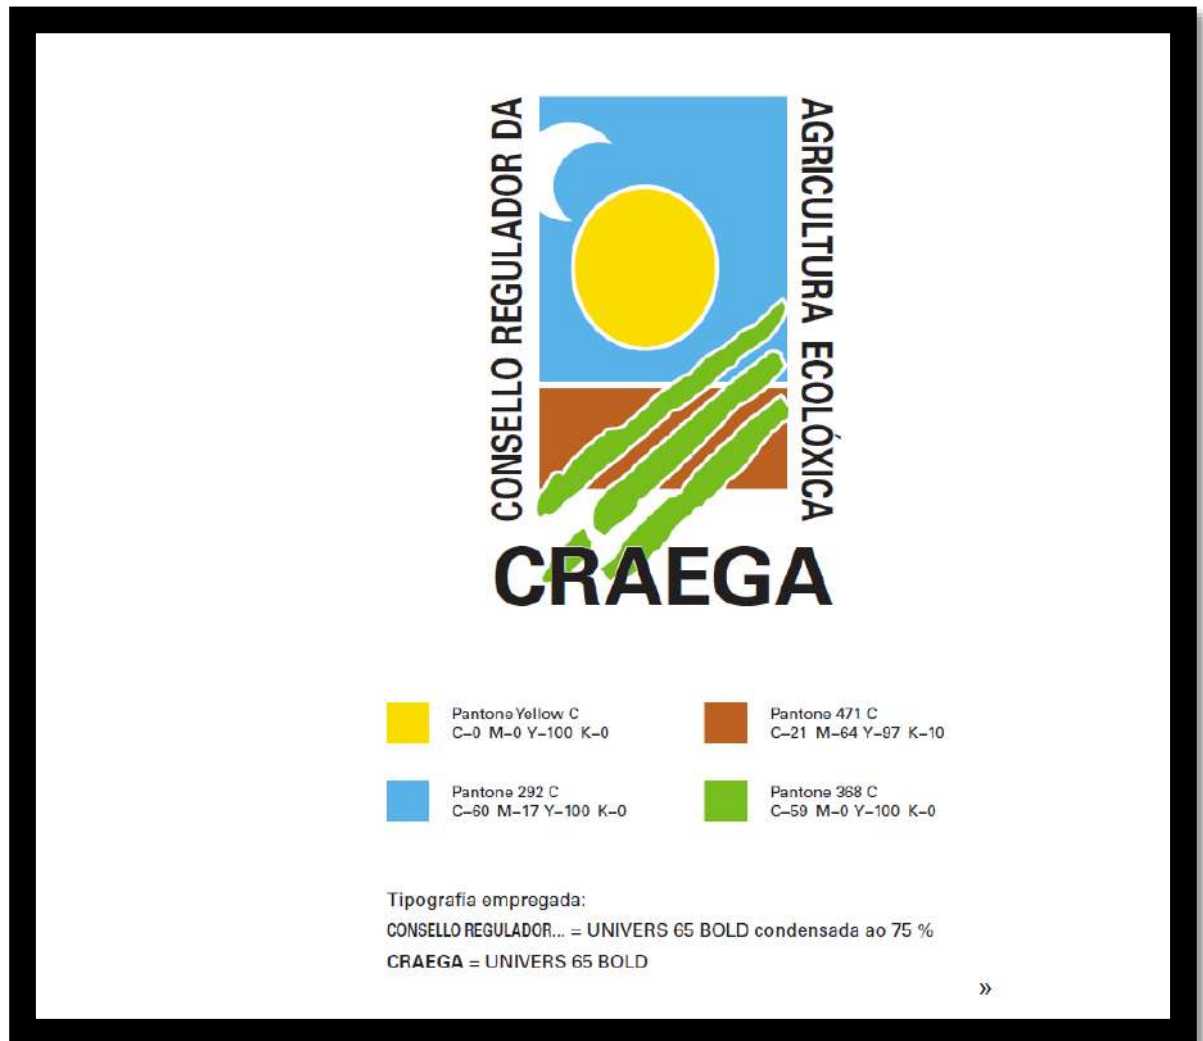 CONSELLO REGULADOR DA
AGRICULTURA ECOLÓXICA
CRAEGA
Pantone Yellow C
C–0 M–0 Y–100 K–0
Pantone 471 C
C–21 M–64 Y–97 K–10
Pantone 292 C
C–60 M–17 Y–100 K–0
Pantone 368 C
C–59 M–0 Y–100 K–0
Tipografía empregada:
CONSELLO REGULADOR... = UNIVERS 65 BOLD condensada ao 75 %
CRAEGA = UNIVERS 65 BOLD
»